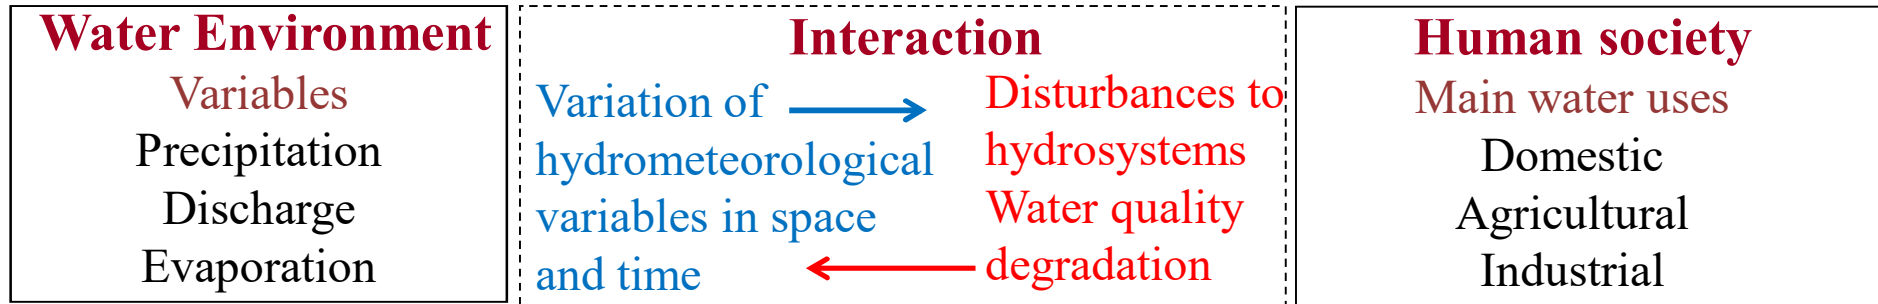 Water Environment
Variables
Precipitation
Discharge
Evaporation
Interaction
Variation of
hydrometeorological
variables in space
and time
Disturbances to
hydrosystems
Water quality
degradation
Human society
Main water uses
Domestic
Agricultural
Industrial